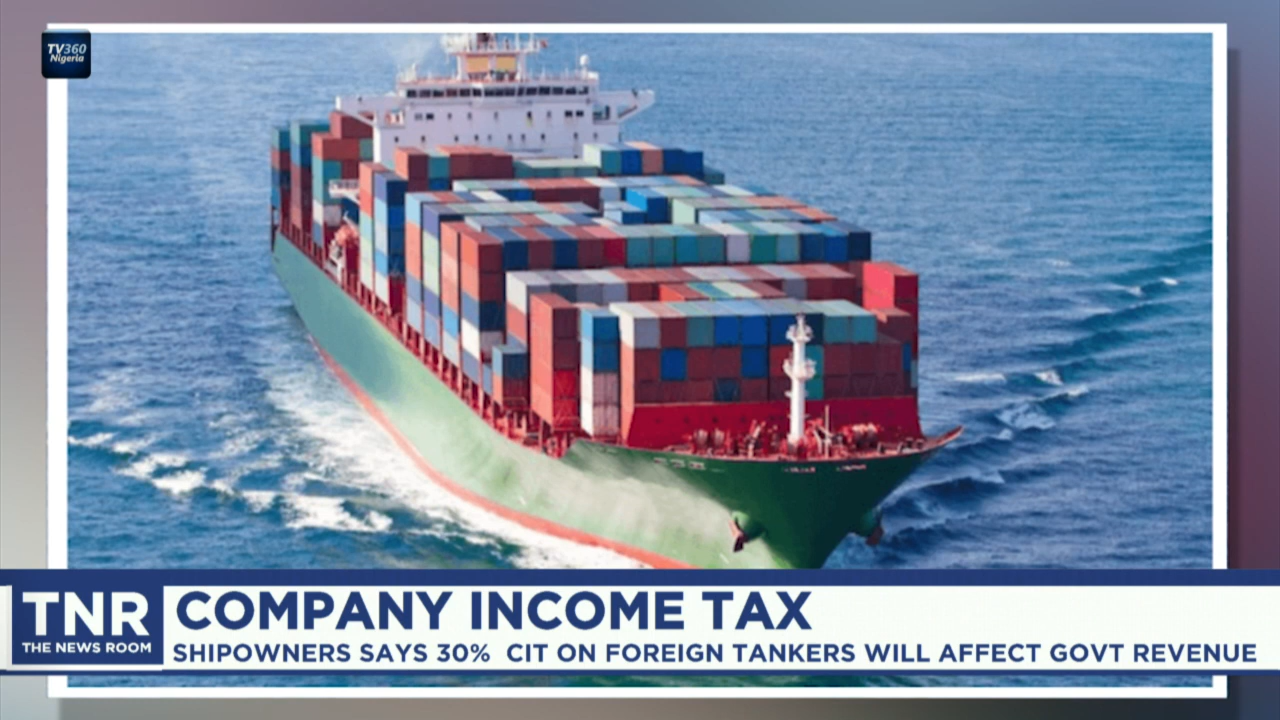 TV360
Nigeria
TNR
THE NEWS ROOM
COMPANY INCOME TAX
SHIPOWNERS SAYS 30% CIT ON FOREIGN TANKERS WILL AFFECT GOVT REVENUE